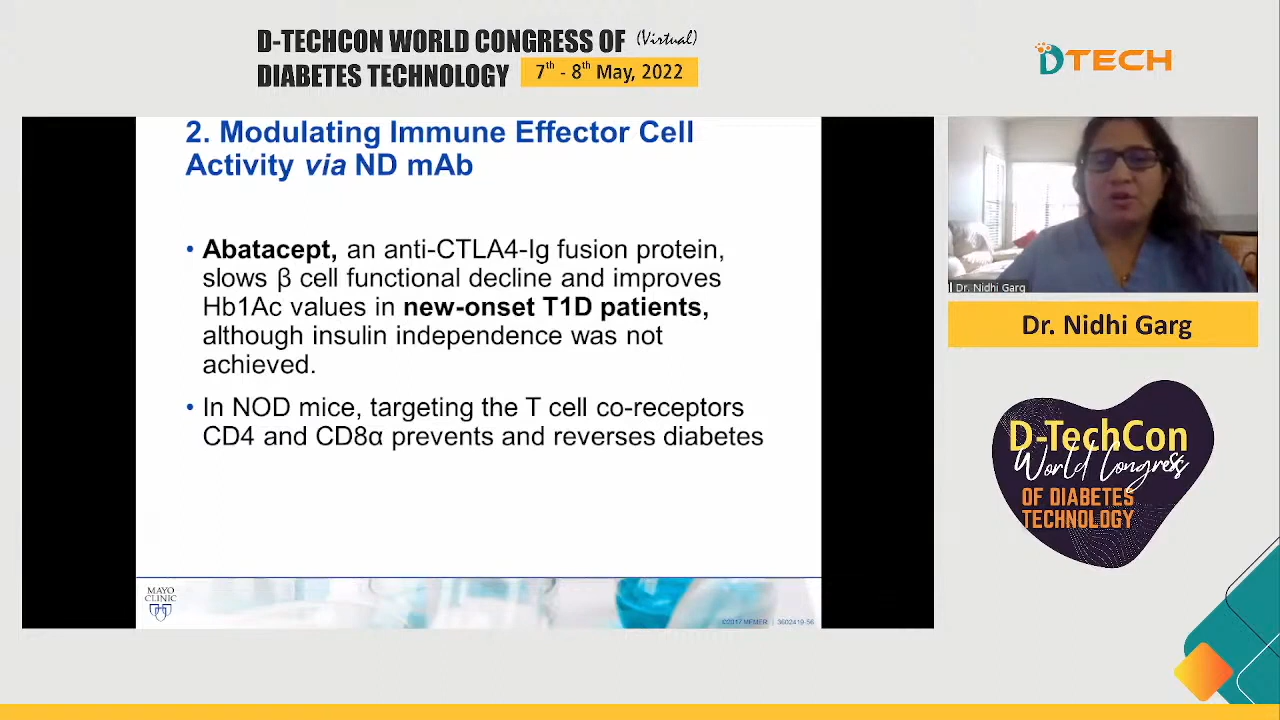 D-TECHCON WORLD CONGRESS OF (Virtual)
DIABETES TECHNOLOGY 7th - 8th May, 2022
DTECH
2. Modulating Immune Effector Cell
Activity via ND mAb
• Abatacept, an anti-CTLA4-Ig fusion protein,
slows β cell functional decline and improves
Hb1Ac values in new-onset T1D patients,
although insulin independence was not
achieved.
• In NOD mice, targeting the T cell co-receptors
CD4 and CD8α prevents and reverses diabetes
MAYO
CLINIC
©2017 MFMER | 3602419-56
Dr. Nidhi Garg
Dr. Nidhi Garg
D-TechCon
World Congress
OF DIABETES
TECHNOLOGY